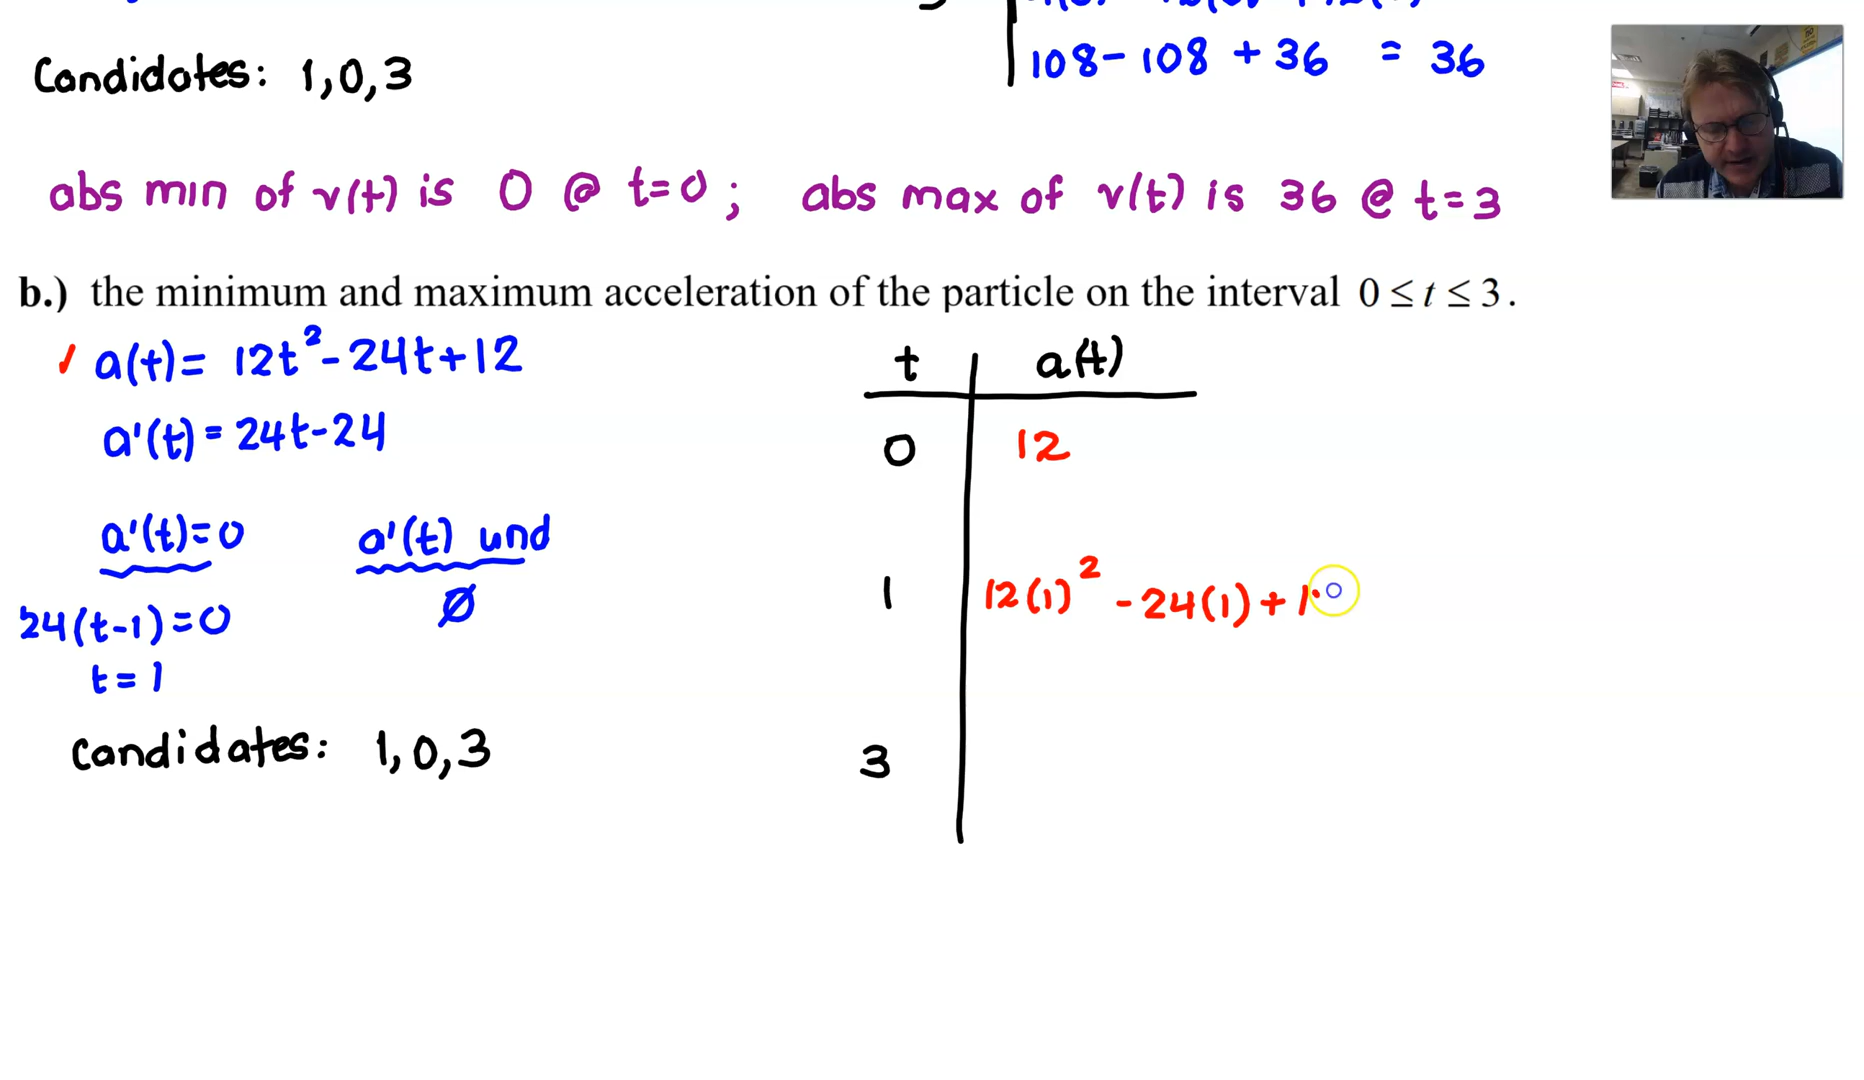 108 - 108 + 36 = 36
Candidates: 1, 0, 3
abs min of v(t) is 0 @ t=0; abs max of v(t) is 36 @ t=3
b.) the minimum and maximum acceleration of the particle on the interval 0 ≤ t ≤ 3.
a(t) = 12t² - 24t + 12
a'(t) = 24t - 24
a'(t) = 0
24(t-1) = 0
t = 1
a'(t) und
Ø
Candidates: 1, 0, 3
t a(t)
0 12
1 12(1)² - 24(1) + 1
3